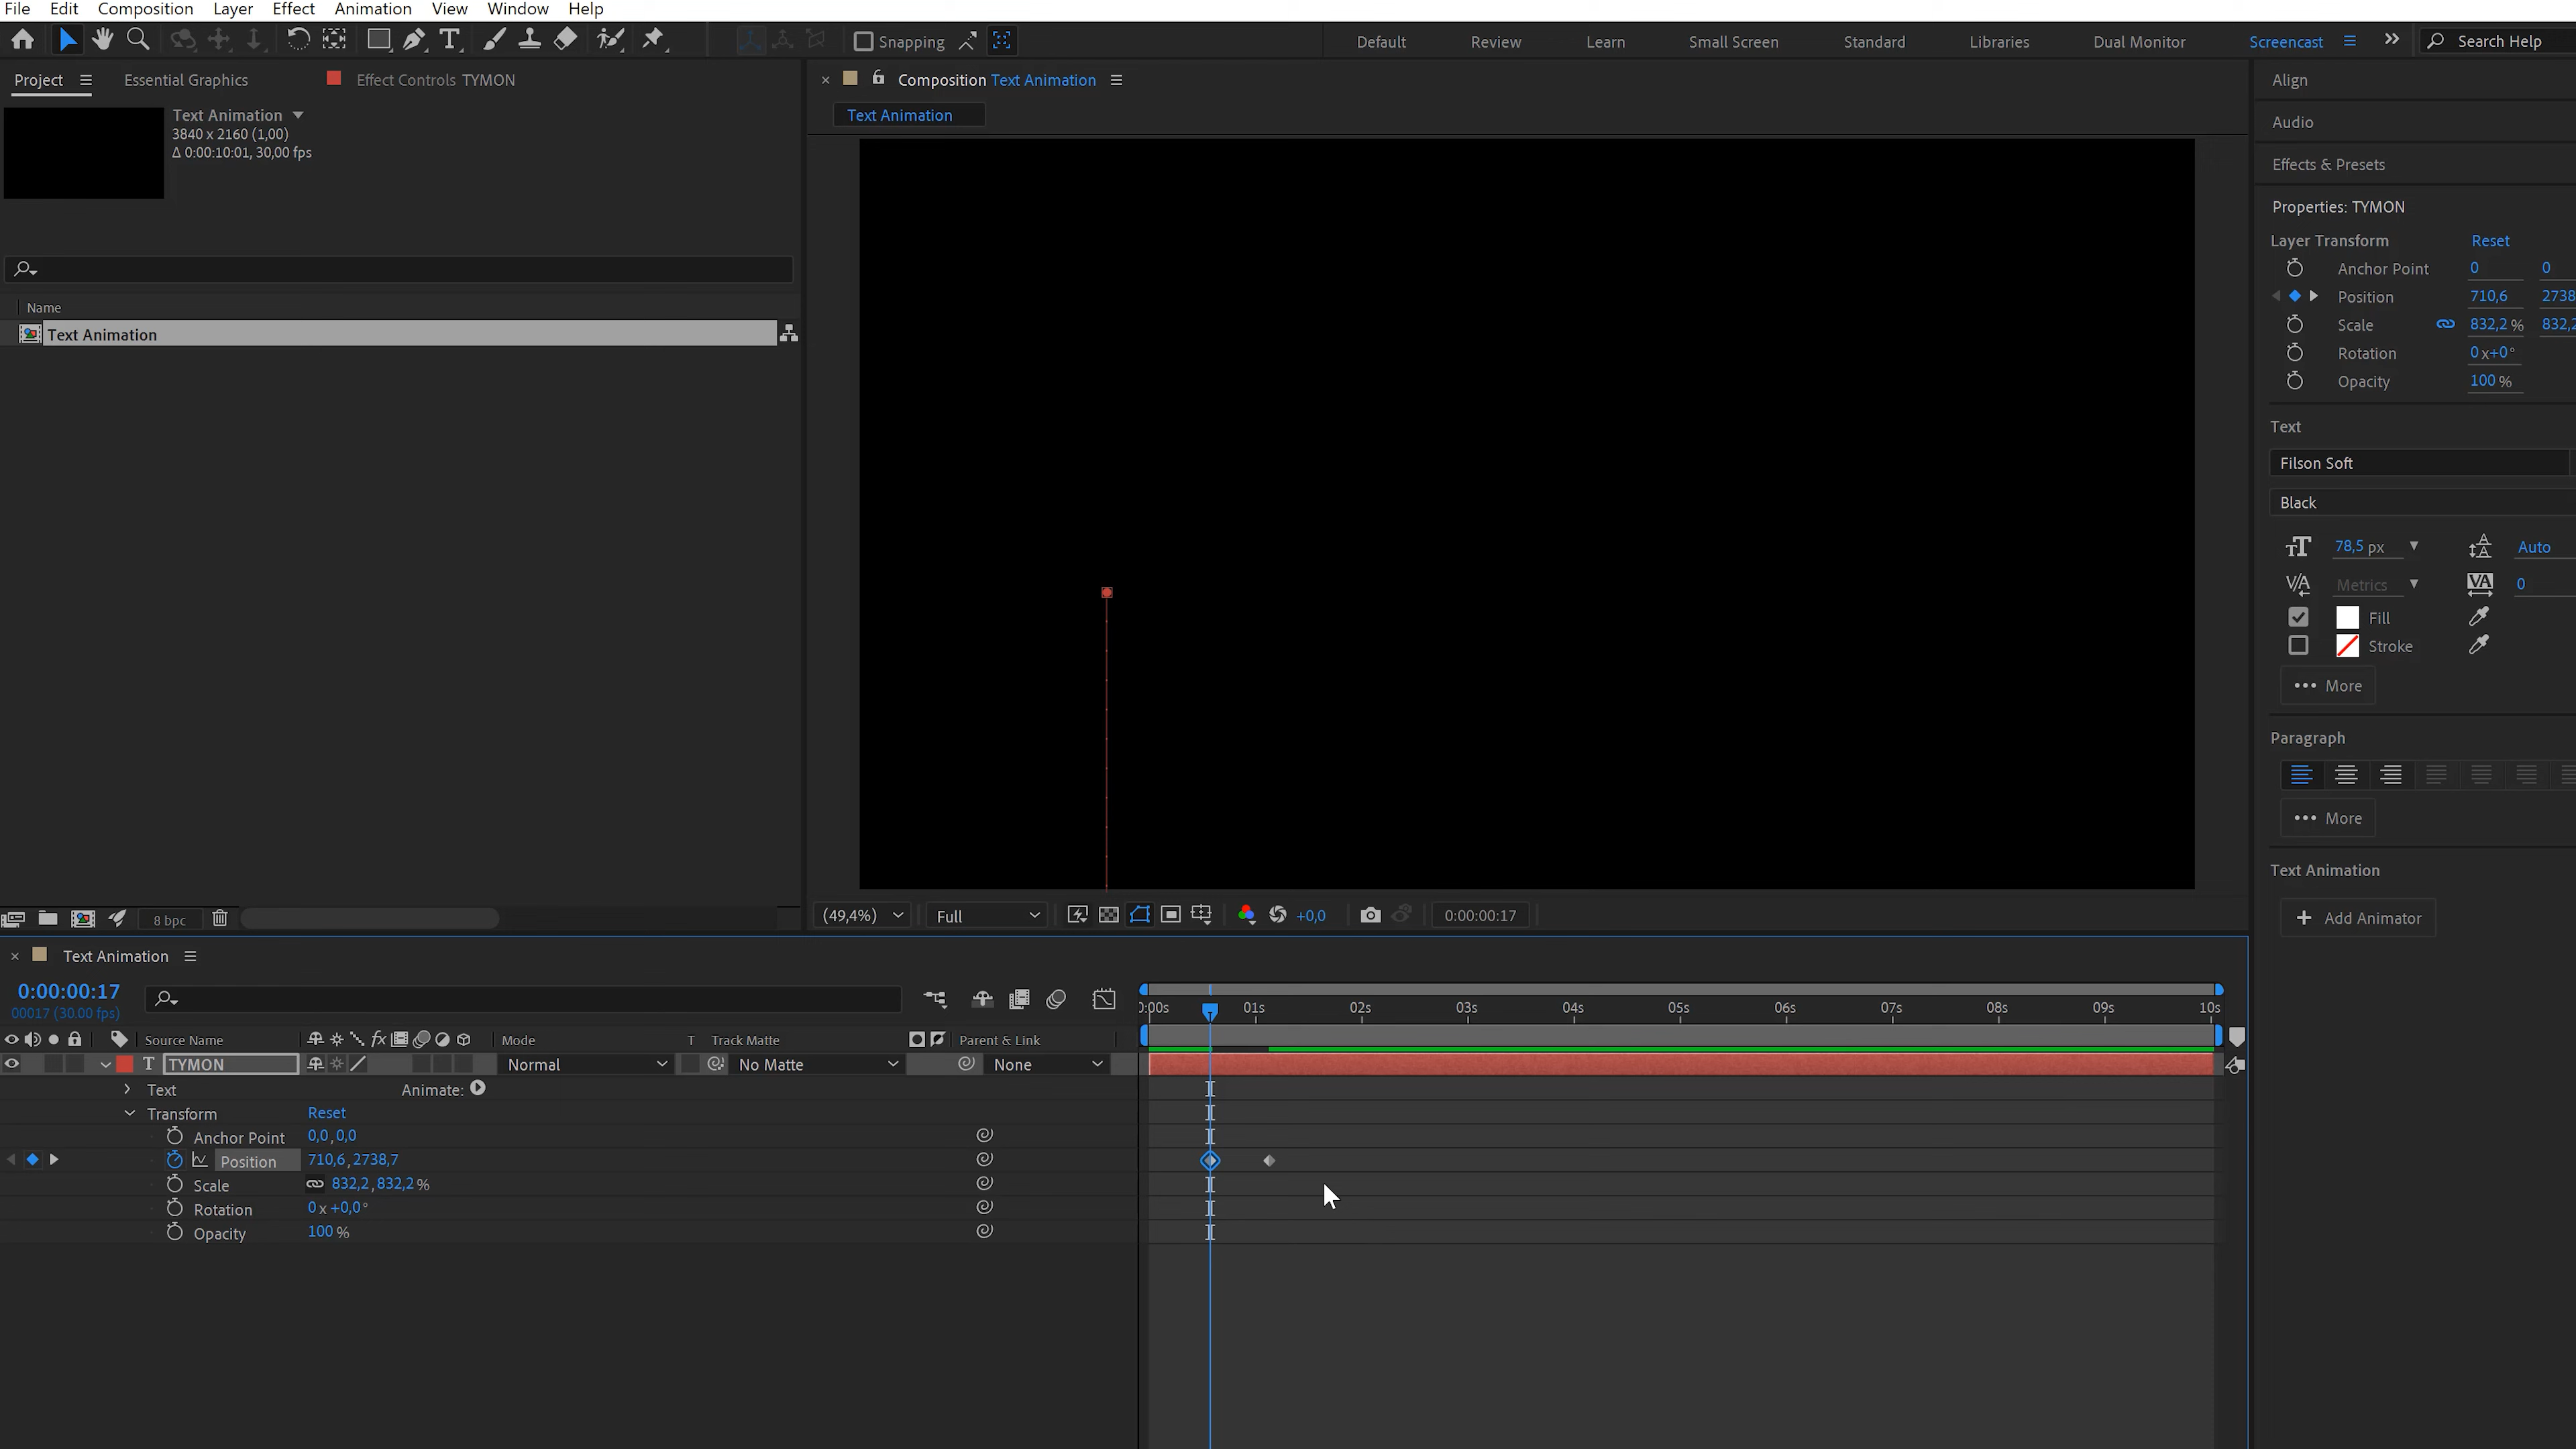 File Edit Composition Layer Effect Animation View Window Help
Snapping Default Review Learn Small Screen Standard Libraries Dual Monitor Screencast Search Help
Project Essential Graphics Effect Controls TYMON
Composition Text Animation
Text Animation
Text Animation
3840 x 2160 (1,00)
Δ 0:00:10:01, 30,00 fps
Name
Text Animation
8 bpc
(49,4%) Full +0,0 0:00:00:17
Align
Audio
Effects & Presets
Properties: TYMON
Layer Transform Reset
Anchor Point 0 0
Position 710,6 2738
Scale 832,2 % 832,2
Rotation 0 x+0°
Opacity 100 %
Text
Filson Soft
Black
78,5 px Auto
Metrics 0
Fill
Stroke
More
Paragraph
More
Text Animation
+ Add Animator
Text Animation
0:00:00:17
00017 (30.00 fps)
0:00s 01s 02s 03s 04s 05s 06s 07s 08s 09s 10s
Source Name fx Mode T Track Matte Parent & Link
T TYMON Normal No Matte None
Text Animate:
Transform Reset
Anchor Point 0,0,0,0
Position 710,6,2738,7
Scale 832,2,832,2 %
Rotation 0 x +0,0°
Opacity 100 %